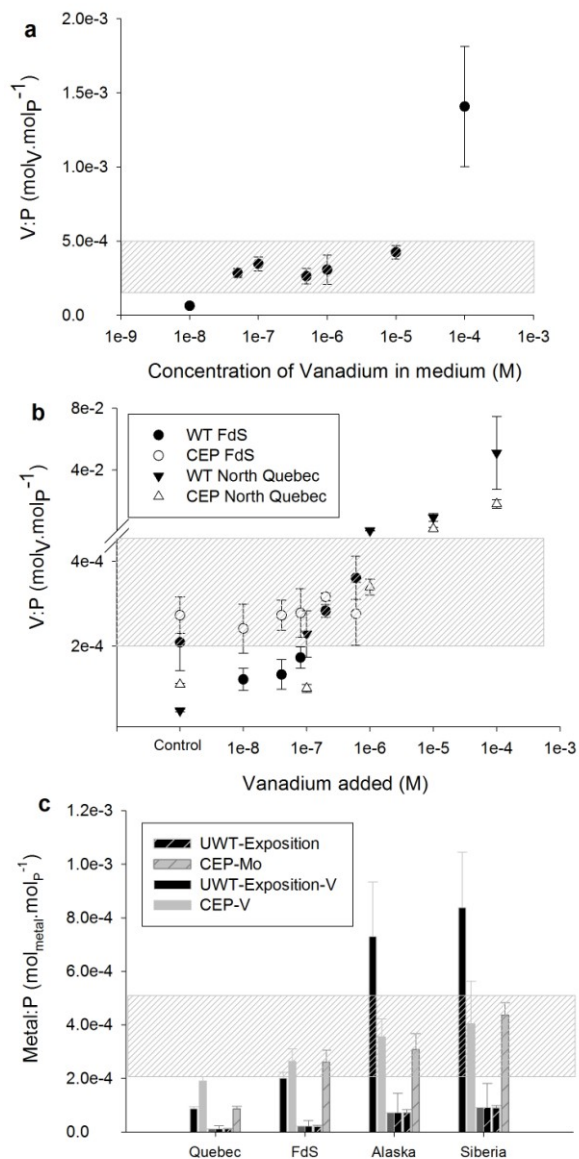 a
2.0e-3
1.5e-3
1.0e-3
5.0e-4
0.0
V:P (molV.molP-1)
1e-9 1e-8 1e-7 1e-6 1e-5 1e-4 1e-3
Concentration of Vanadium in medium (M)
b
8e-2
4e-2
4e-4
2e-4
V:P (molV.molP-1)
WT FdS
CEP FdS
WT North Quebec
CEP North Quebec
Control 1e-8 1e-7 1e-6 1e-5 1e-4 1e-3
Vanadium added (M)
c
1.2e-3
1.0e-3
8.0e-4
6.0e-4
4.0e-4
2.0e-4
0.0
Metal:P (molmetal.molP-1)
UWT-Exposition
CEP-Mo
UWT-Exposition-V
CEP-V
Quebec FdS Alaska Siberia